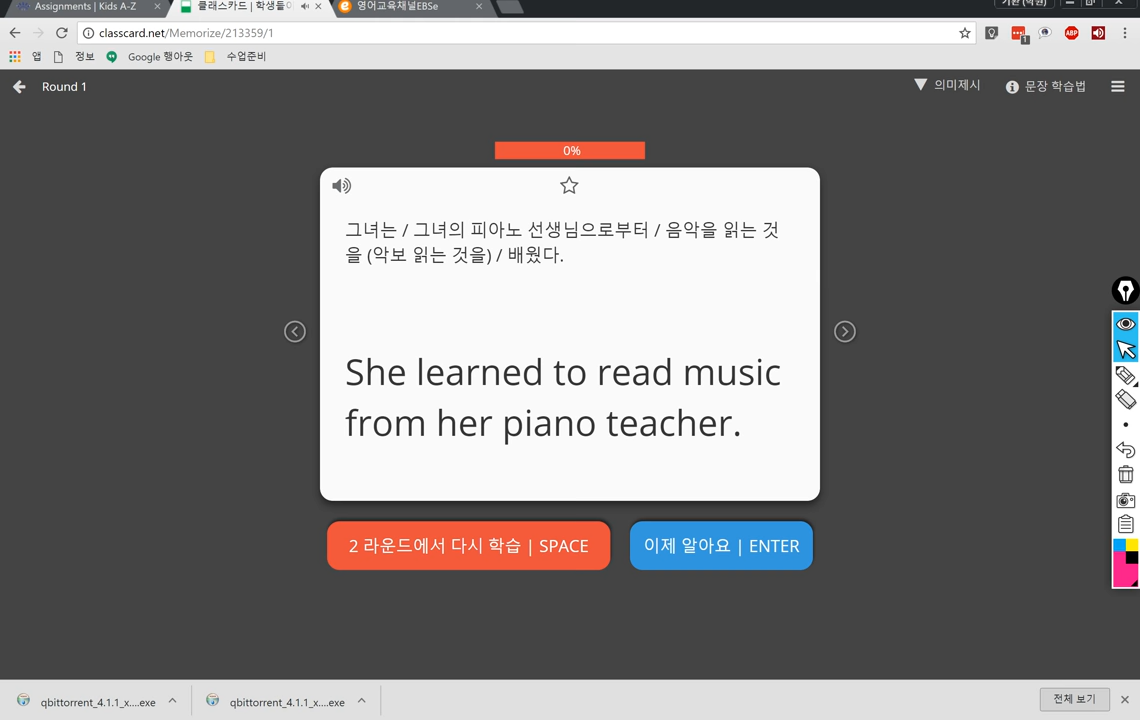 Assignments | Kids A-Z
클래스카드 | 학생들이
영어교육채널EBSe
classcard.net/Memorize/213359/1
1
ABP
앱
정보
Google 행아웃
수업준비
Round 1
의미제시
문장 학습법
0%
그녀는 / 그녀의 피아노 선생님으로부터 / 음악을 읽는 것
을 (악보 읽는 것을) / 배웠다.
She learned to read music
from her piano teacher.
2 라운드에서 다시 학습 | SPACE
이제 알아요 | ENTER
qbittorrent_4.1.1_x....exe
qbittorrent_4.1.1_x....exe
전체 보기